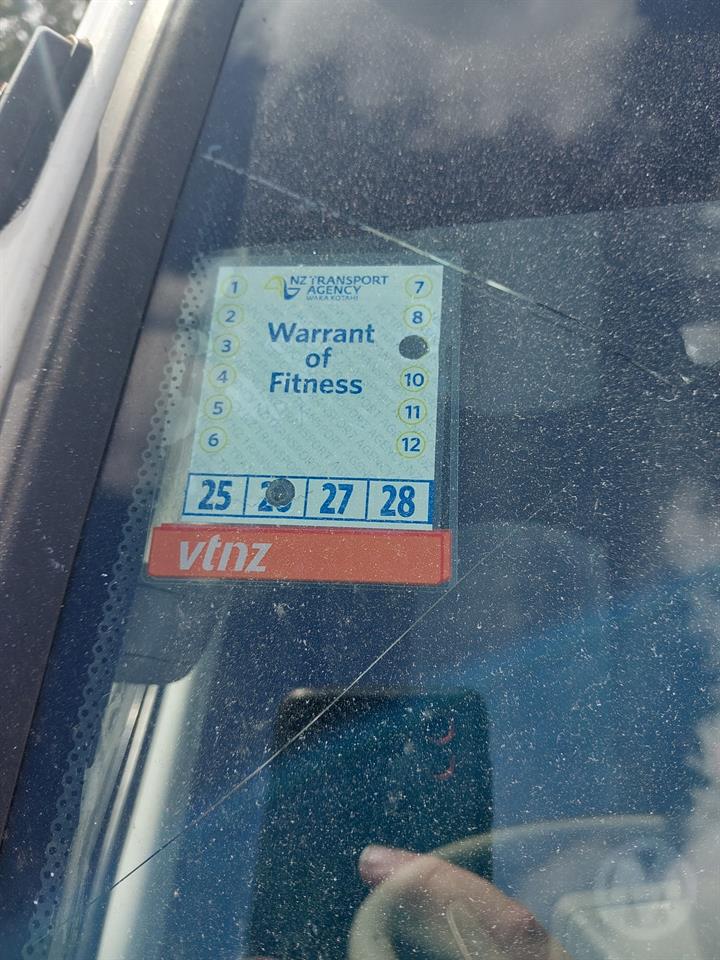 NZ TRANSPORT
AGENCY
WAKA KOTAHI
Warrant
of
Fitness
1
2
3
4
5
6
7
8
10
11
12
25 26 27 28
vtnz